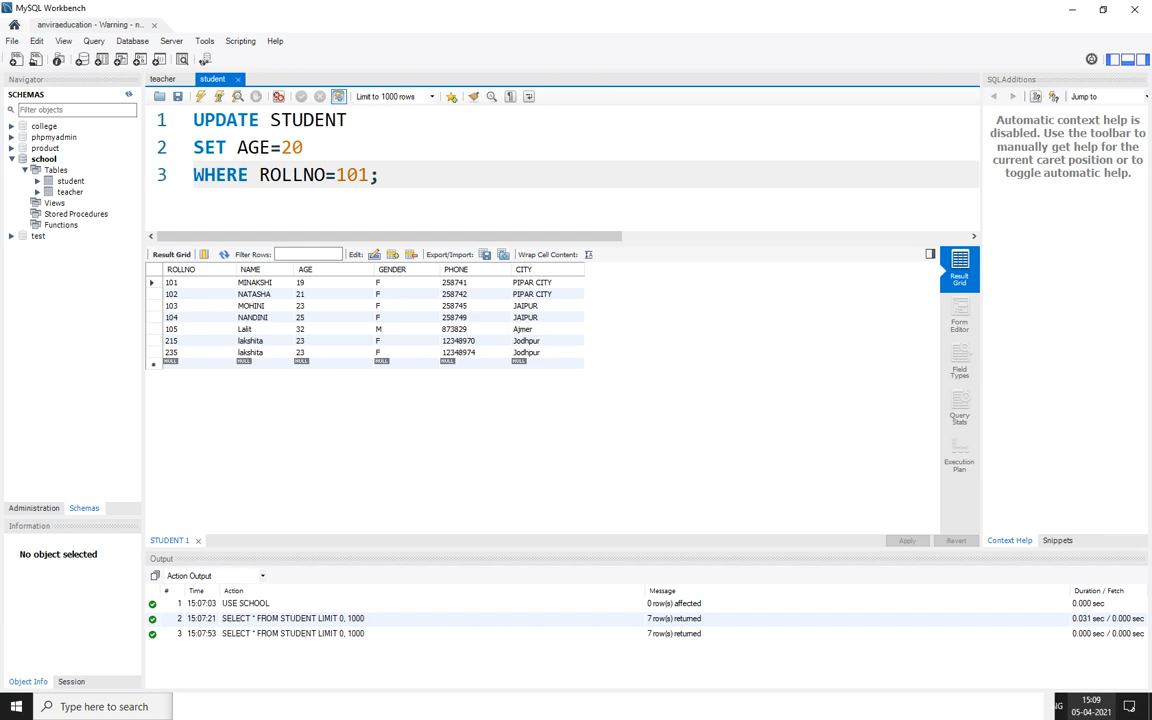 MySQL Workbench
anviraeducation - Warning - n...
File Edit View Query Database Server Tools Scripting Help
Navigator
SCHEMAS
Filter objects
college
phpmyadmin
product
school
Tables
student
teacher
Views
Stored Procedures
Functions
test
Administration Schemas
Information
No object selected
Object Info Session
teacher student
Limit to 1000 rows
1 UPDATE STUDENT
2 SET AGE=20
3 WHERE ROLLNO=101;
Result Grid Filter Rows: Edit: Export/Import: Wrap Cell Content:
ROLLNO NAME AGE GENDER PHONE CITY
101 MINAKSHI 19 F 258741 PIPAR CITY
102 NATASHA 21 F 258742 PIPAR CITY
103 MOHINI 23 F 258745 JAIPUR
104 NANDINI 25 F 258749 JAIPUR
105 Lalit 32 M 873829 Ajmer
215 lakshita 23 F 12348970 Jodhpur
235 lakshita 23 F 12348974 Jodhpur
NULL NULL NULL NULL NULL NULL
Result
Grid
Form
Editor
Field
Types
Query
Stats
Execution
Plan
STUDENT 1 Apply Revert
Output
Action Output
# Time Action Message Duration / Fetch
1 15:07:03 USE SCHOOL 0 row(s) affected 0.000 sec
2 15:07:21 SELECT * FROM STUDENT LIMIT 0, 1000 7 row(s) returned 0.031 sec / 0.000 sec
3 15:07:53 SELECT * FROM STUDENT LIMIT 0, 1000 7 row(s) returned 0.000 sec / 0.000 sec
SQLAdditions
Jump to
Automatic context help is
disabled. Use the toolbar to
manually get help for the
current caret position or to
toggle automatic help.
Context Help Snippets
Type here to search
NG
15:09
05-04-2021